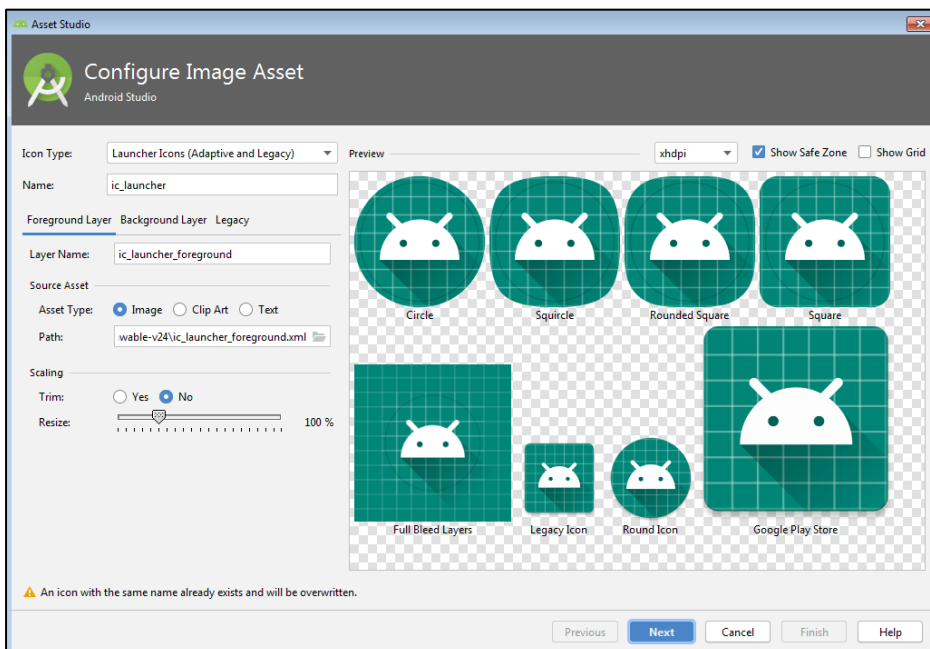 Asset Studio
Configure Image Asset
Android Studio
Icon Type: Launcher Icons (Adaptive and Legacy)
Name: ic_launcher
Foreground Layer Background Layer Legacy
Layer Name: ic_launcher_foreground
Source Asset
Asset Type: Image Clip Art Text
Path: wable-v24\ic_launcher_foreground.xml
Scaling
Trim: Yes No
Resize: 100 %
Preview xhdpi Show Safe Zone Show Grid
Circle Squircle Rounded Square Square
Full Bleed Layers Legacy Icon Round Icon Google Play Store
An icon with the same name already exists and will be overwritten.
Previous Next Cancel Finish Help